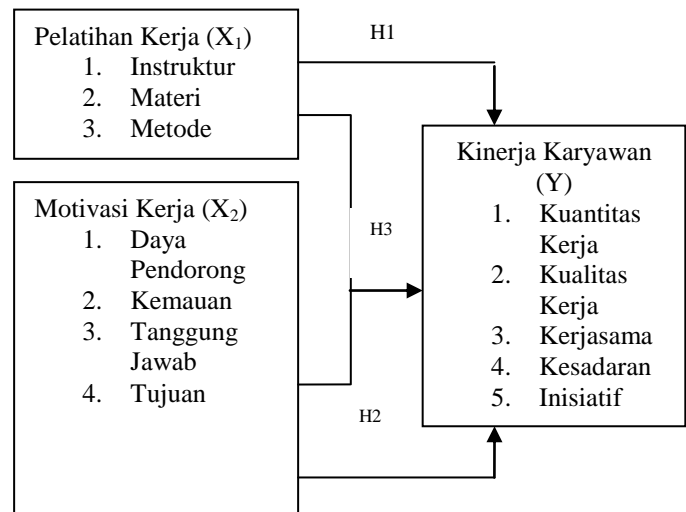 Pelatihan Kerja (X₁)
1. Instruktur
2. Materi
3. Metode
H1
Motivasi Kerja (X₂)
1. Daya
Pendorong
2. Kemauan
3. Tanggung
Jawab
4. Tujuan
H3
H2
Kinerja Karyawan
(Y)
1. Kuantitas
Kerja
2. Kualitas
Kerja
3. Kerjasama
4. Kesadaran
5. Inisiatif